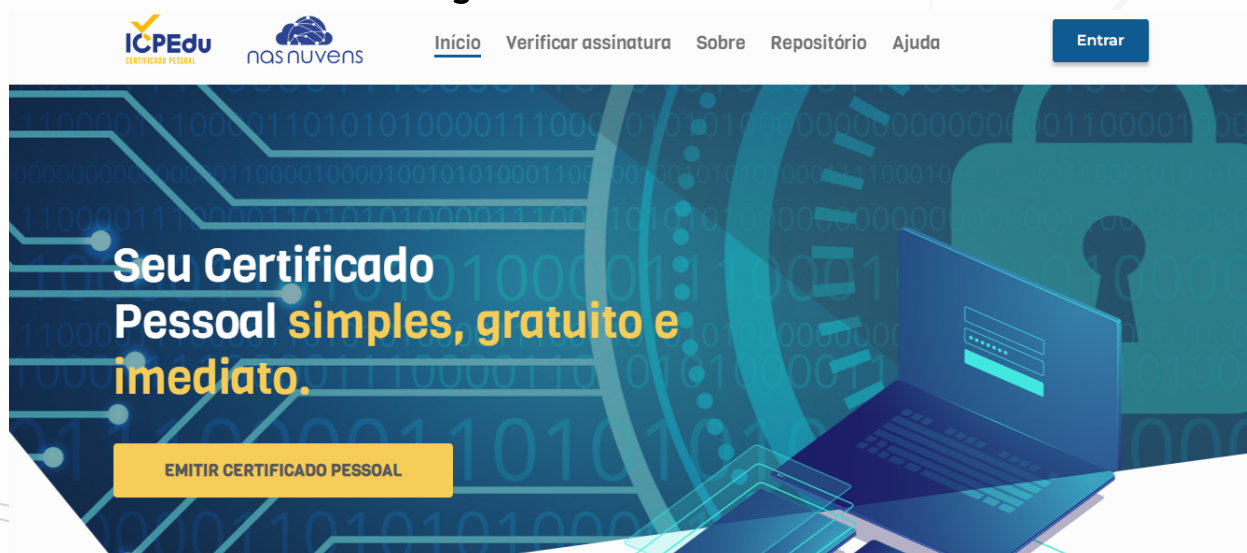 ICPEdu
CERTIFICADO PESSOAL
nas nuvens
Início Verificar assinatura Sobre Repositório Ajuda
Entrar
Seu Certificado
Pessoal simples, gratuito e
imediato.
EMITIR CERTIFICADO PESSOAL